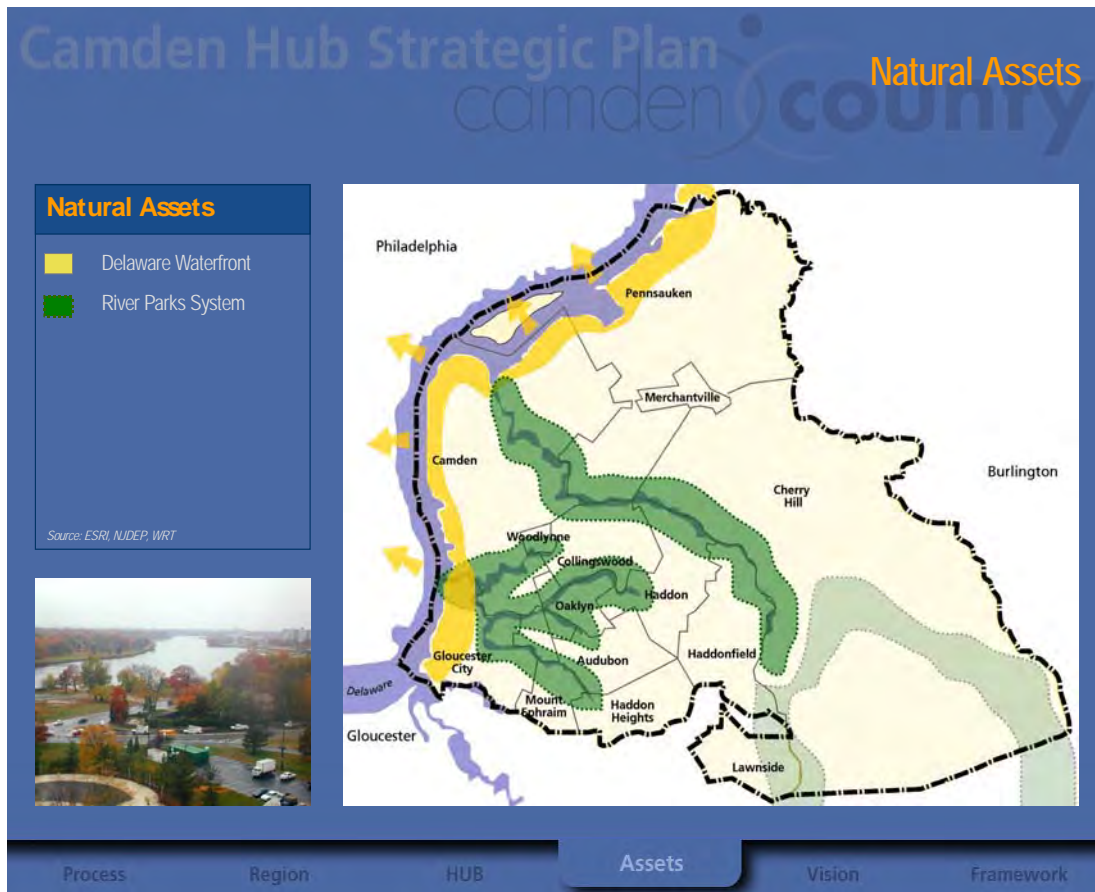 Camden Hub Strategic Plan
camden county
Natural Assets
Natural Assets
Delaware Waterfront
River Parks System
Source: ESRI, NJDEP, WRT
Philadelphia
Pennsauken
Merchantville
Camden
Burlington
Cherry
Hill
Woodlynne
Collingswood
Haddon
Oaklyn
Gloucester
City
Audubon
Haddonfield
Delaware
Mount
Ephraim
Haddon
Heights
Gloucester
Lawnside
Process
Region
HUB
Assets
Vision
Framework